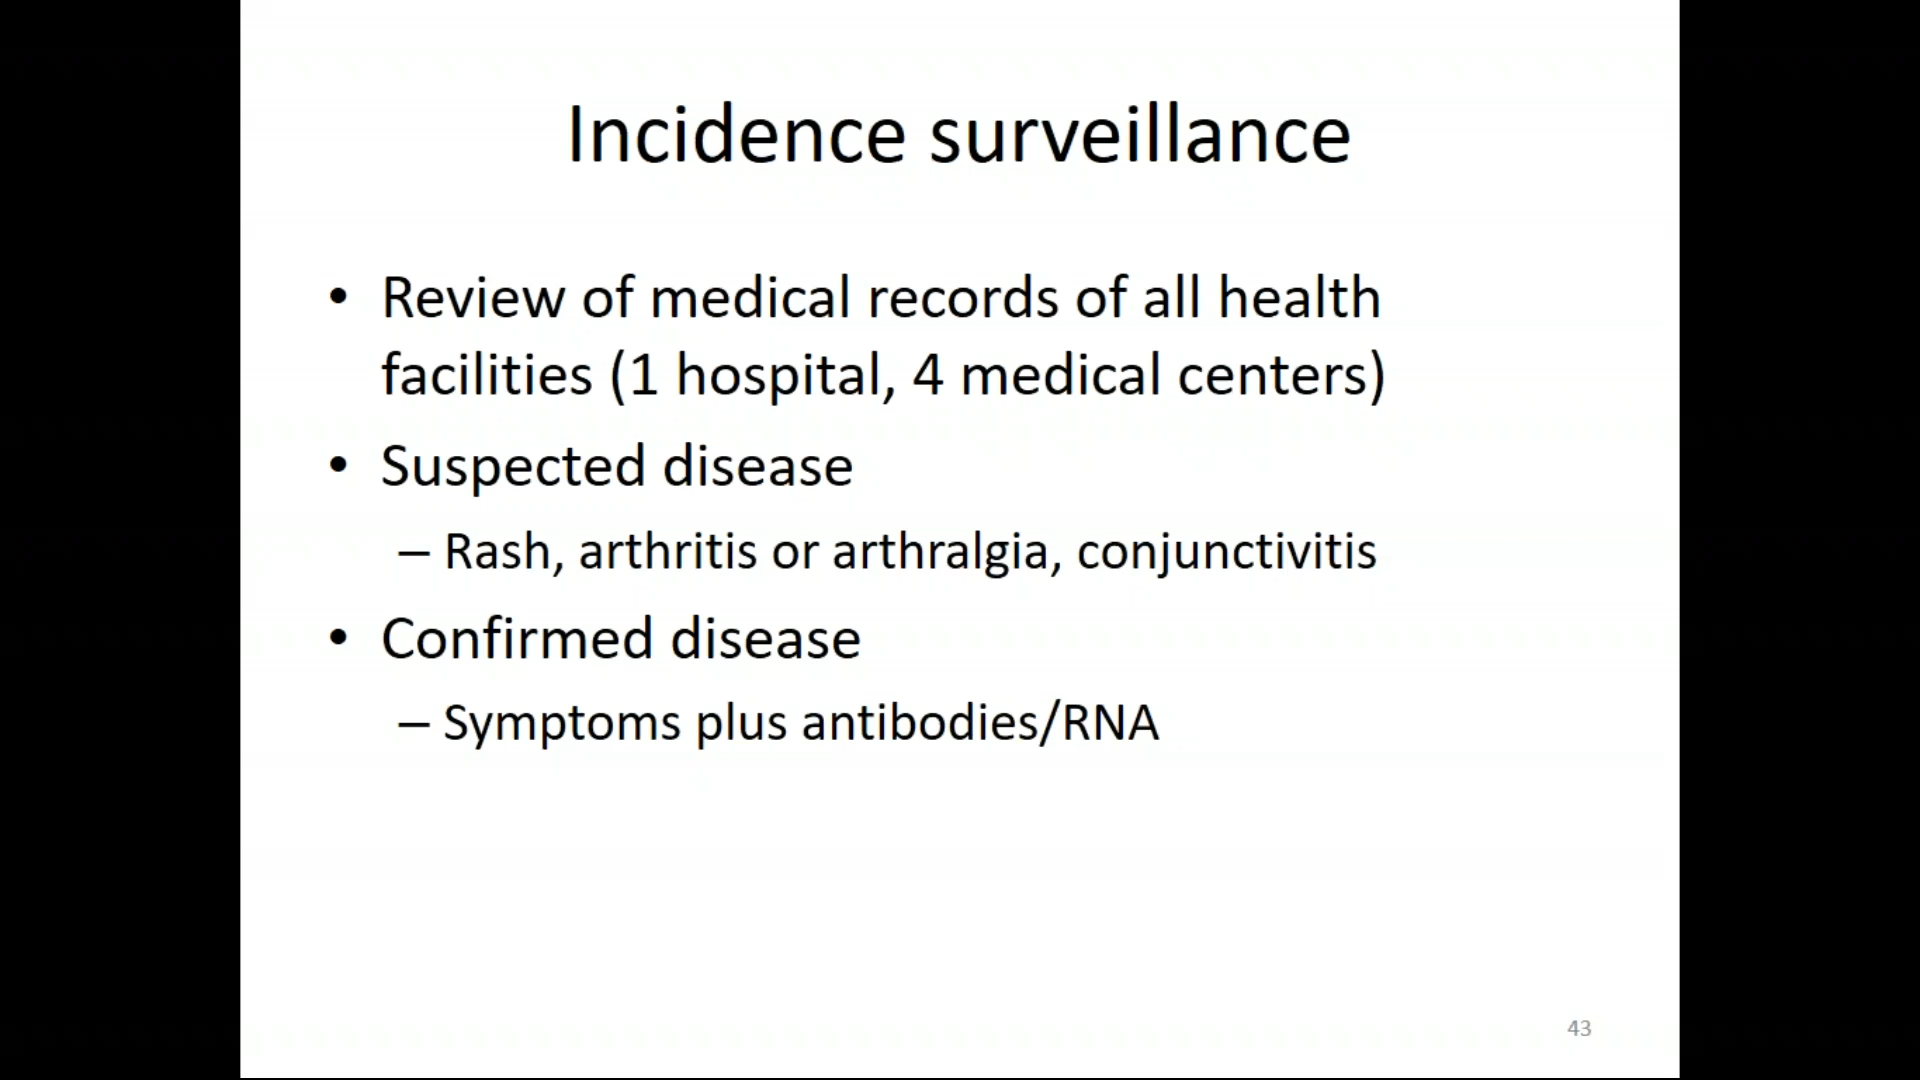 Incidence surveillance
• Review of medical records of all health
facilities (1 hospital, 4 medical centers)
• Suspected disease
– Rash, arthritis or arthralgia, conjunctivitis
• Confirmed disease
– Symptoms plus antibodies/RNA
43